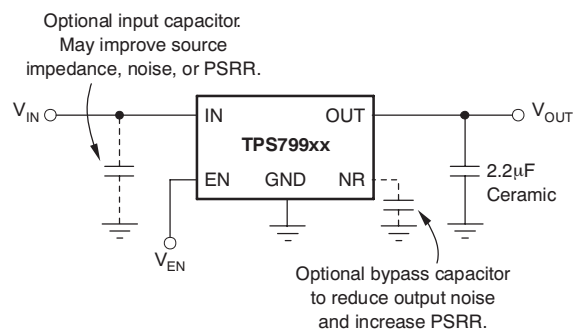 Optional input capacitor.
May improve source
impedance, noise, or PSRR.
V_IN
IN
OUT
V_OUT
TPS799xx
EN
GND
NR
2.2μF
Ceramic
V_EN
Optional bypass capacitor
to reduce output noise
and increase PSRR.